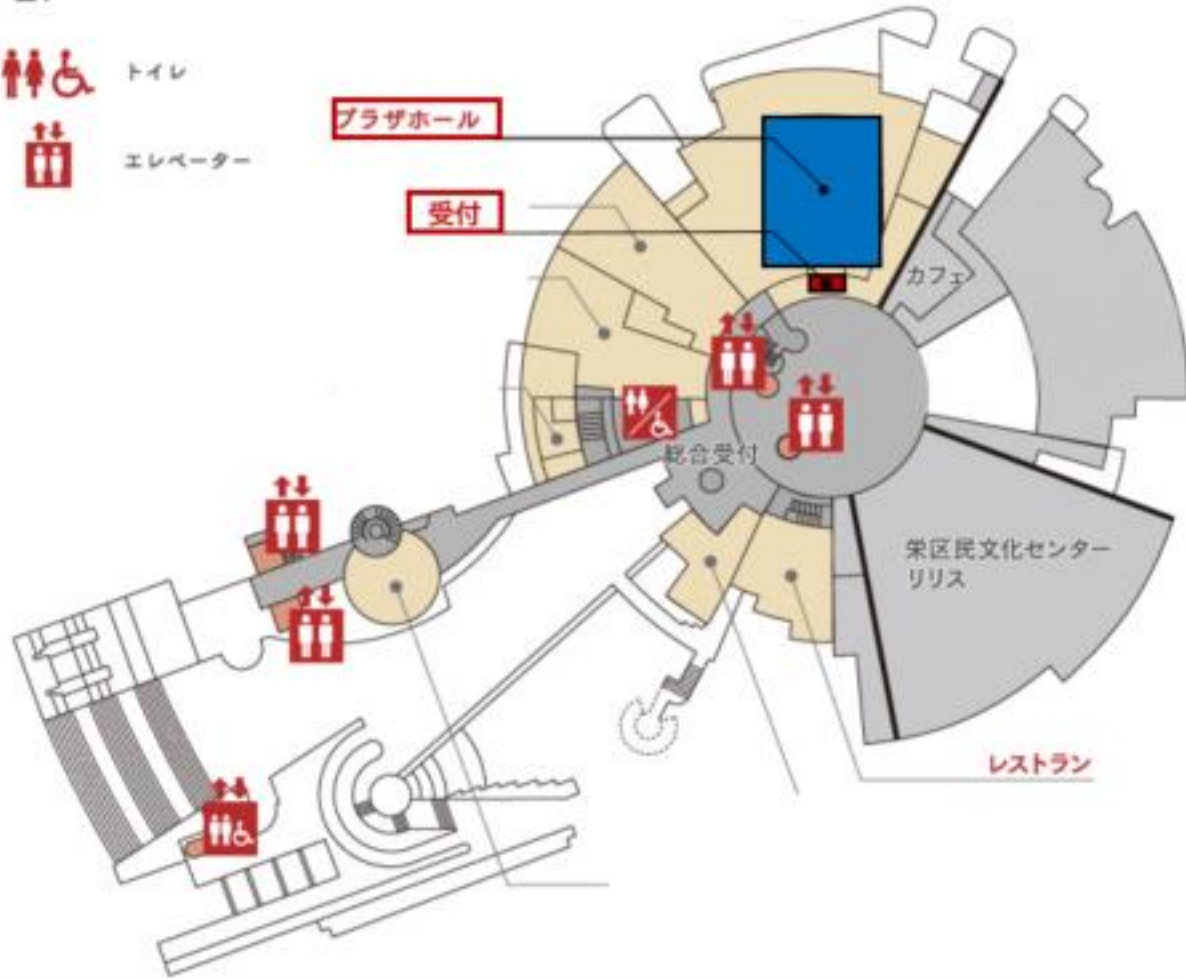 トイレ
エレベーター
プラザホール
受付
カフェ
総合受付
栄区民文化センター
リリス
レストラン